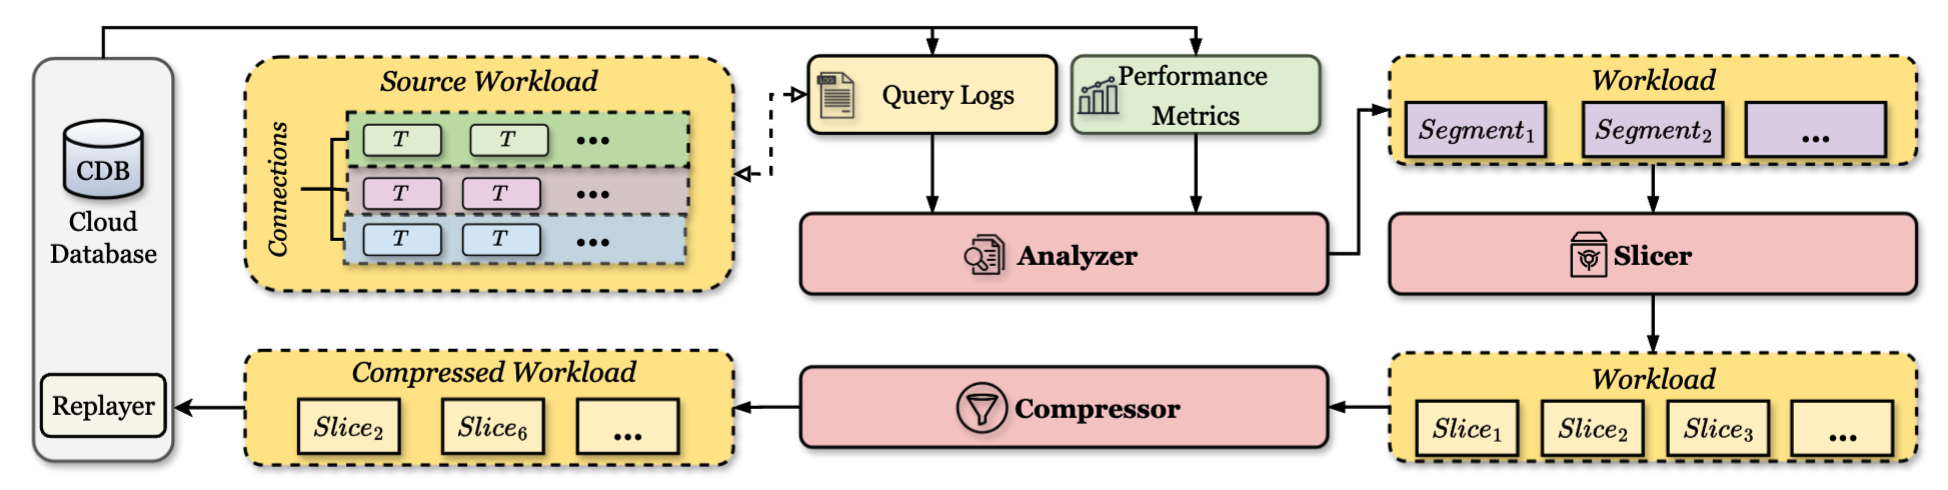 CDB
Cloud
Database
Replayer
Source Workload
Connections
T T ...
T T ...
T T ...
LOG
Query Logs
Performance
Metrics
Analyzer
Workload
Segment₁ Segment₂ ...
Slicer
Workload
Slice₁ Slice₂ Slice₃ ...
Compressor
Compressed Workload
Slice₂ Slice₆ ...